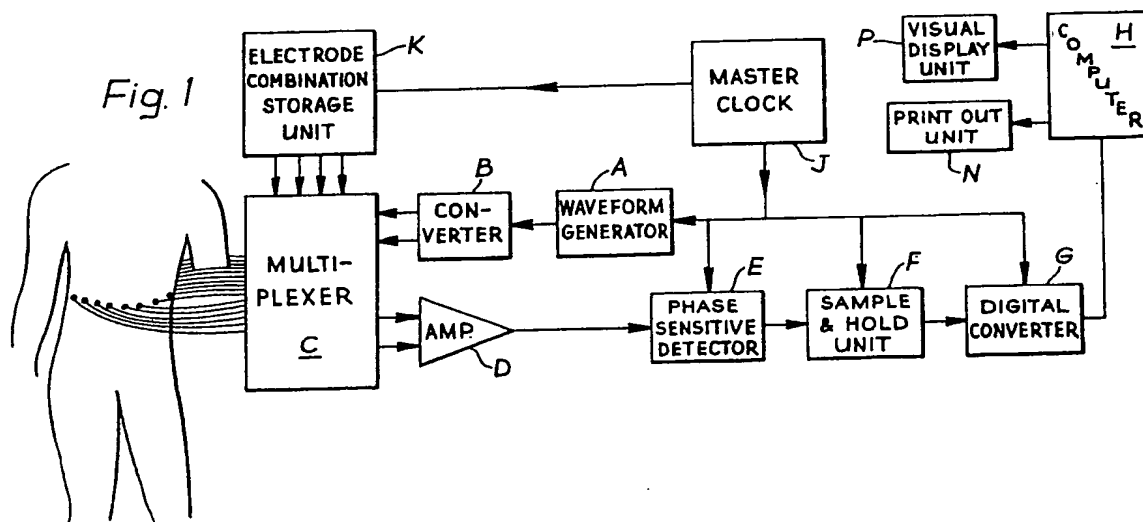 Fig. 1
ELECTRODE
COMBINATION
STORAGE
UNIT
K
MASTER
CLOCK
J
P
VISUAL
DISPLAY
UNIT
PRINT OUT
UNIT
N
H
COMPUTER
MULTI-
PLEXER
C
B
CON-
VERTER
A
WAVEFORM
GENERATOR
AMP.
D
E
PHASE
SENSITIVE
DETECTOR
F
SAMPLE
& HOLD
UNIT
G
DIGITAL
CONVERTER